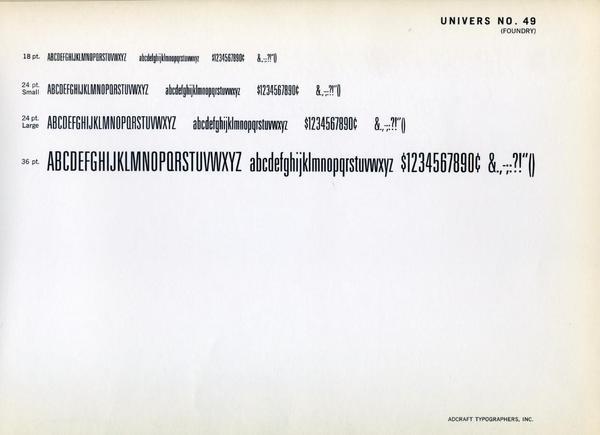 UNIVERS NO. 49
(FOUNDRY)
18 pt. ABCDEFGHIJKLMNOPQRSTUVWXYZ abcdefghijklmnopqrstuvwxyz $1234567890¢ &.,-;:?!''()
24 pt. Small ABCDEFGHIJKLMNOPQRSTUVWXYZ abcdefghijklmnopqrstuvwxyz $1234567890¢ &.,-;:?!''()
24 pt. Large ABCDEFGHIJKLMNOPQRSTUVWXYZ abcdefghijklmnopqrstuvwxyz $1234567890¢ &.,-;:?!''()
36 pt. ABCDEFGHIJKLMNOPQRSTUVWXYZ abcdefghijklmnopqrstuvwxyz $1234567890¢ &.,-;:?!''()
ADCRAFT TYPOGRAPHERS, INC.